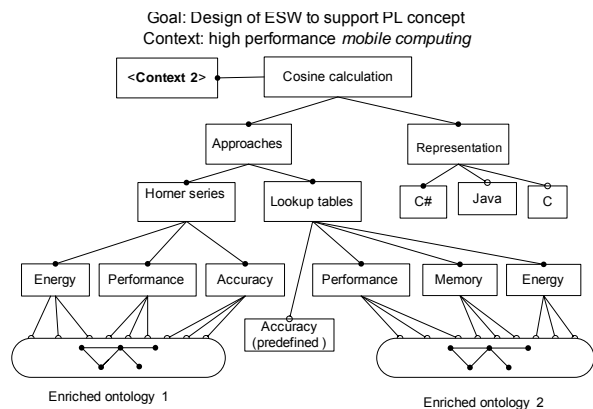 Goal: Design of ESW to support PL concept
Context: high performance mobile computing
<Context 2>
Cosine calculation
Approaches
Representation
Horner series
Lookup tables
C#
Java
C
Energy
Performance
Accuracy
Performance
Memory
Energy
Accuracy
(predefined )
Enriched ontology 1
Enriched ontology 2